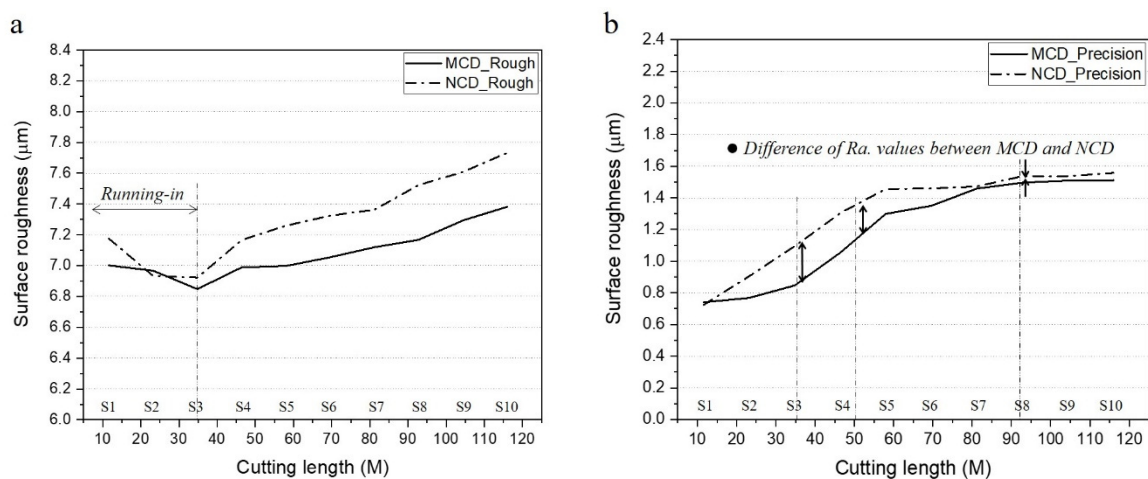 a
MCD_Rough
NCD_Rough
Running-in
Surface roughness (μm)
8.4
8.2
8.0
7.8
7.6
7.4
7.2
7.0
6.8
6.6
6.4
6.2
6.0
S1 S2 S3 S4 S5 S6 S7 S8 S9 S10
10 20 30 40 50 60 70 80 90 100 110 120
Cutting length (M)
b
MCD_Precision
NCD_Precision
● Difference of Ra. values between MCD and NCD
Surface roughness (μm)
2.4
2.2
2.0
1.8
1.6
1.4
1.2
1.0
0.8
0.6
0.4
0.2
0.0
S1 S2 S3 S4 S5 S6 S7 S8 S9 S10
10 20 30 40 50 60 70 80 90 100 110 120
Cutting length (M)